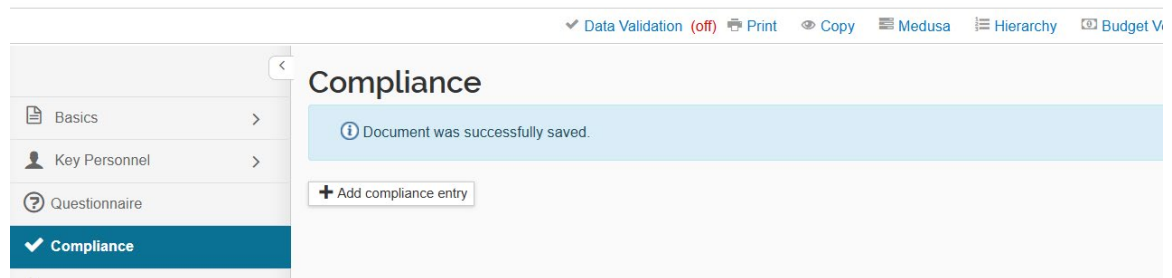 Data Validation (off) Print Copy Medusa Hierarchy Budget
Compliance
Document was successfully saved.
Basics
Key Personnel
Add compliance entry
Questionnaire
Compliance